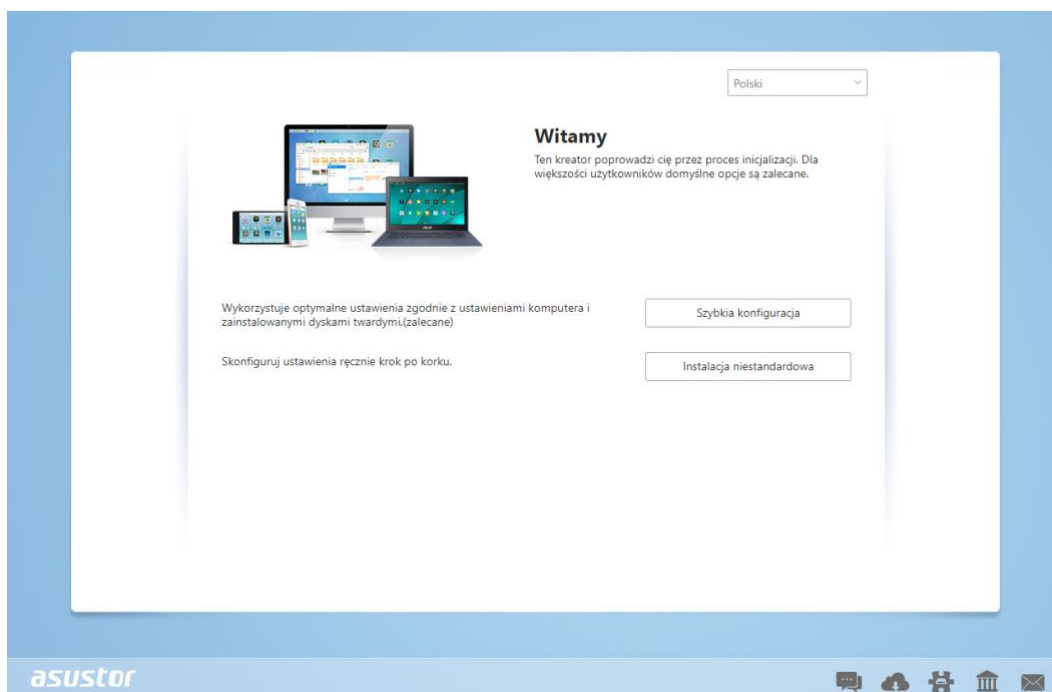 Polski
Witamy
Ten kreator poprowadzi cię przez proces inicjalizacji. Dla
większości użytkowników domyślne opcje są zalecane.
Wykorzystuje optymalne ustawienia zgodnie z ustawieniami komputera i
zainstalowanymi dyskami twardymi.(zalecane)
Szybkia konfiguracja
Skonfiguruj ustawienia ręcznie krok po korku.
Instalacja niestandardowa
asustor